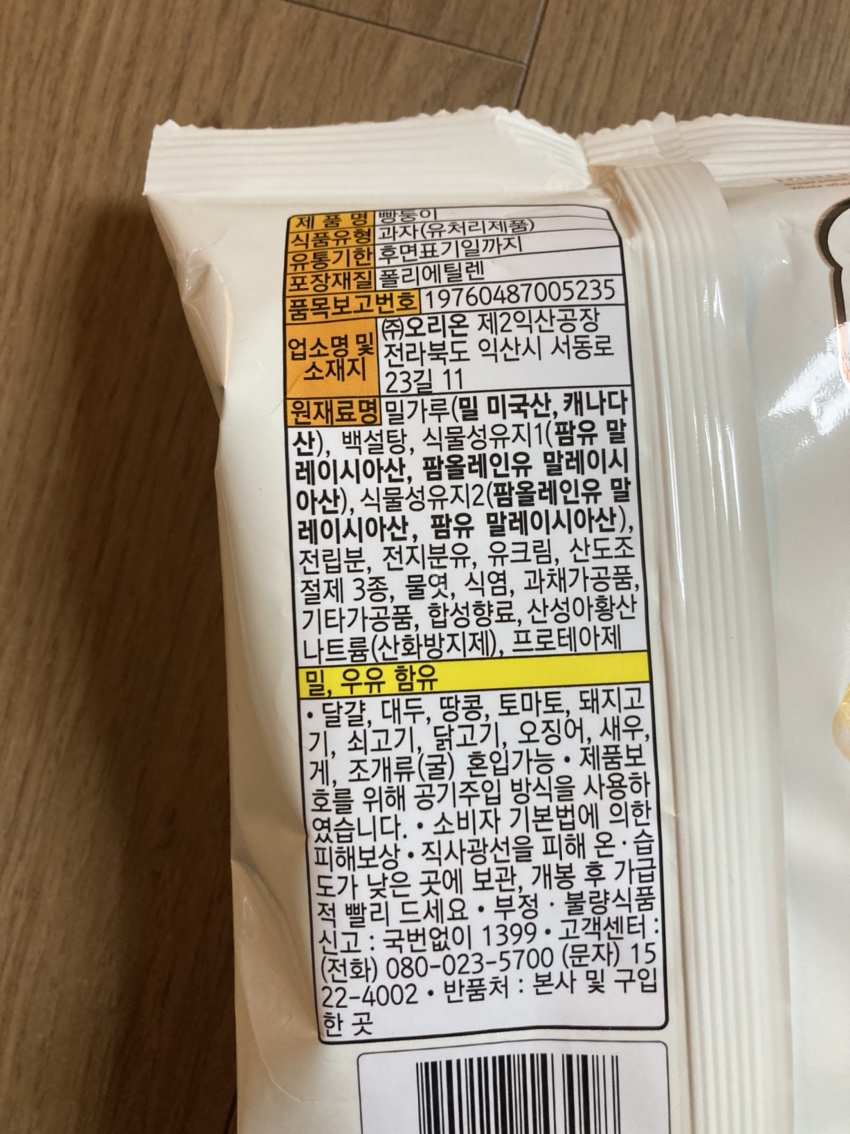 제 품 명 빵둥이
식품유형 과자(유처리제품)
유통기한 후면표기일까지
포장재질 폴리에틸렌
품목보고번호 19760487005235
업소명 및 소재지 ㈜오리온 제2익산공장
전라북도 익산시 서동로
23길 11
원재료명 밀가루(밀 미국산, 캐나다
산), 백설탕, 식물성유지1(팜유 말
레이시아산, 팜올레인유 말레이시
아산), 식물성유지2(팜올레인유 말
레이시아산, 팜유 말레이시아산),
전립분, 전지분유, 유크림, 산도조
절제 3종, 물엿, 식염, 과채가공품,
기타가공품, 합성향료, 산성아황산
나트륨(산화방지제), 프로테아제
밀, 우유 함유
• 달걀, 대두, 땅콩, 토마토, 돼지고
기, 쇠고기, 닭고기, 오징어, 새우,
게, 조개류(굴) 혼입가능 • 제품보
호를 위해 공기주입 방식을 사용하
였습니다. • 소비자 기본법에 의한
피해보상 • 직사광선을 피해 온·습
도가 낮은 곳에 보관, 개봉 후 가급
적 빨리 드세요 • 부정 · 불량식품
신고 : 국번없이 1399 • 고객센터 :
(전화) 080-023-5700 (문자) 15
22-4002 • 반품처 : 본사 및 구입
한 곳